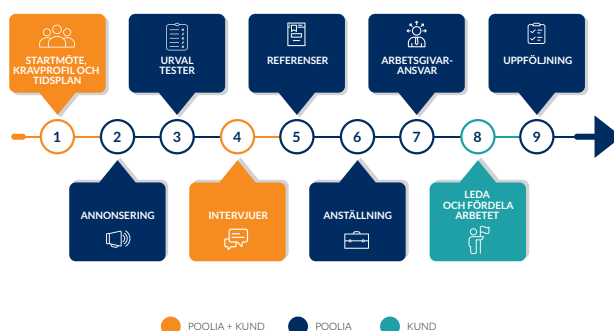 STARTMÖTE,
KRAVPROFIL OCH
TIDSPLAN
URVAL
TESTER
REFERENSER
ARBETSGIVAR-
ANSVAR
UPPFÖLJNING
1 2 3 4 5 6 7 8 9
ANNONSERING
INTERVJUER
ANSTÄLLNING
LEDA
OCH FÖRDELA
ARBETET
POOLIA + KUND POOLIA KUND